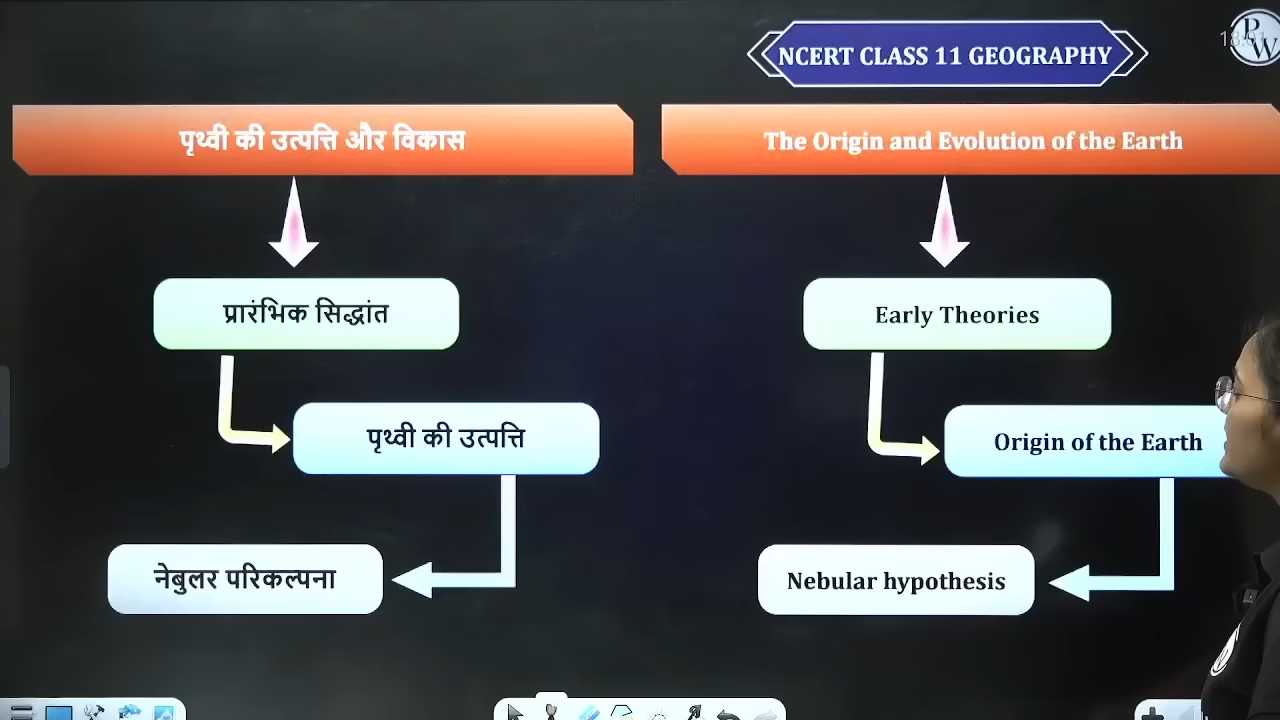 NCERT CLASS 11 GEOGRAPHY
PW
पृथ्वी की उत्पत्ति और विकास
The Origin and Evolution of the Earth
प्रारंभिक सिद्धांत
Early Theories
पृथ्वी की उत्पत्ति
Origin of the Earth
नेबुलर परिकल्पना
Nebular hypothesis